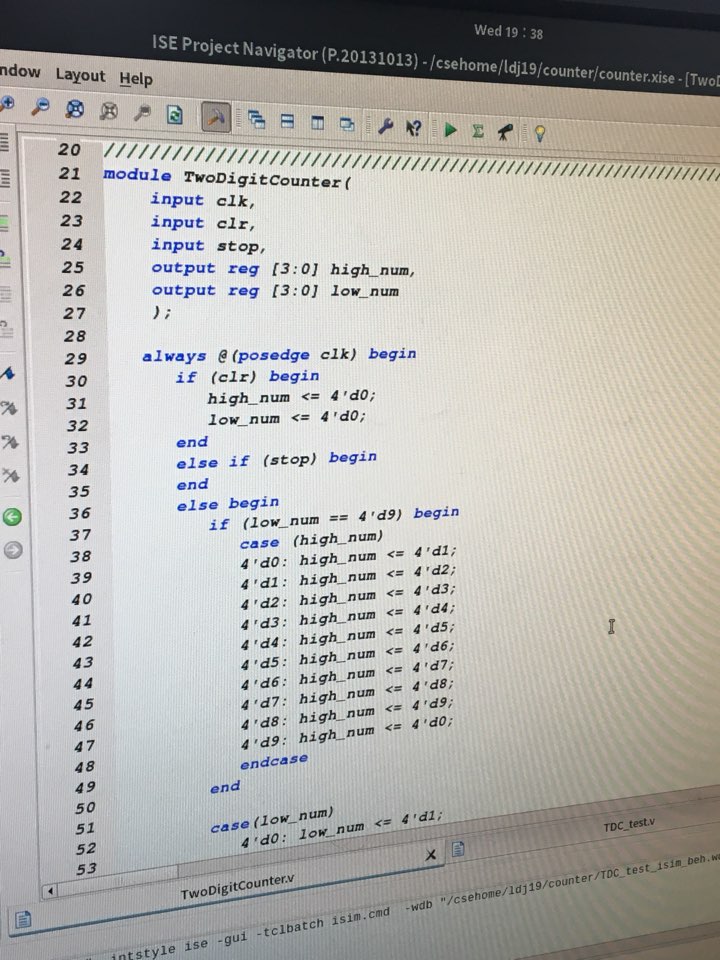 Wed 19 : 38
ISE Project Navigator (P.20131013) - /csehome/ldj19/counter/counter.xise - [TwoD
ndow Layout Help
20 ////////////////////////////////////////////////////////////
21 module TwoDigitCounter(
22 input clk,
23 input clr,
24 input stop,
25 output reg [3:0] high_num,
26 output reg [3:0] low_num
27 );
28
29 always @(posedge clk) begin
30 if (clr) begin
31 high_num <= 4'd0;
32 low_num <= 4'd0;
33 end
34 else if (stop) begin
35 end
36 else begin
37 if (low_num == 4'd9) begin
38 case (high_num)
39 4'd0: high_num <= 4'd1;
40 4'd1: high_num <= 4'd2;
41 4'd2: high_num <= 4'd3;
42 4'd3: high_num <= 4'd4;
43 4'd4: high_num <= 4'd5;
44 4'd5: high_num <= 4'd6;
45 4'd6: high_num <= 4'd7;
46 4'd7: high_num <= 4'd8;
47 4'd8: high_num <= 4'd9;
48 4'd9: high_num <= 4'd0;
49 endcase
50 end
51
52 case(low_num)
53 4'd0: low_num <= 4'd1;
TwoDigitCounter.v
TDC_test.v
intstyle ise -gui -tclbatch isim.cmd -wdb "/csehome/ldj19/counter/TDC_test_isim_beh.w